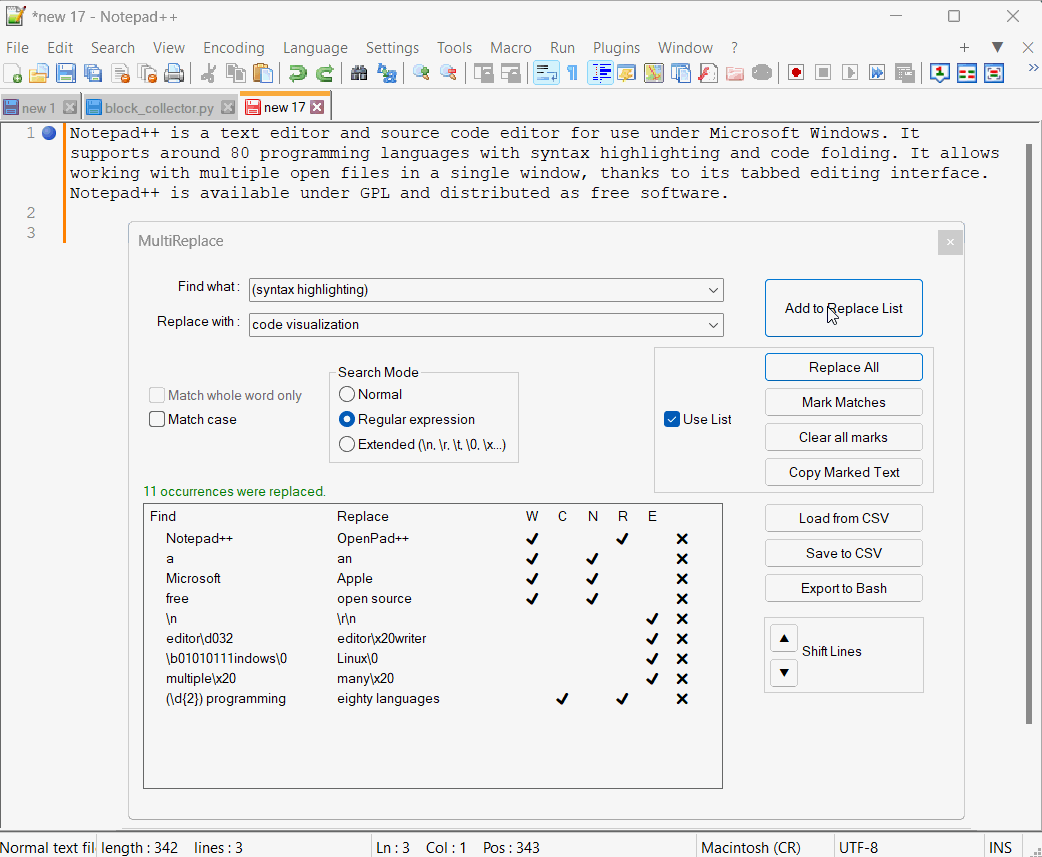 *new 17 - Notepad++
File Edit Search View Encoding Language Settings Tools Macro Run Plugins Window ?
new 1 block_collector.py new 17
1 Notepad++ is a text editor and source code editor for use under Microsoft Windows. It
supports around 80 programming languages with syntax highlighting and code folding. It allows
working with multiple open files in a single window, thanks to its tabbed editing interface.
Notepad++ is available under GPL and distributed as free software.
2
3
MultiReplace
Find what : (syntax highlighting)
Replace with : code visualization
Add to Replace List
Search Mode
Match whole word only
Match case
Normal
Regular expression
Extended (\n, \r, \t, \0, \x...)
Use List
Replace All
Mark Matches
Clear all marks
Copy Marked Text
11 occurrences were replaced.
Find Replace W C N R E
Notepad++ OpenPad++
a an
Microsoft Apple
free open source
\n \r\n
editor\d032 editor\x20writer
\b01010111indows\0 Linux\0
multiple\x20 many\x20
(\d{2}) programming eighty languages
Load from CSV
Save to CSV
Export to Bash
Shift Lines
Normal text fil length : 342 lines : 3 Ln : 3 Col : 1 Pos : 343 Macintosh (CR) UTF-8 INS